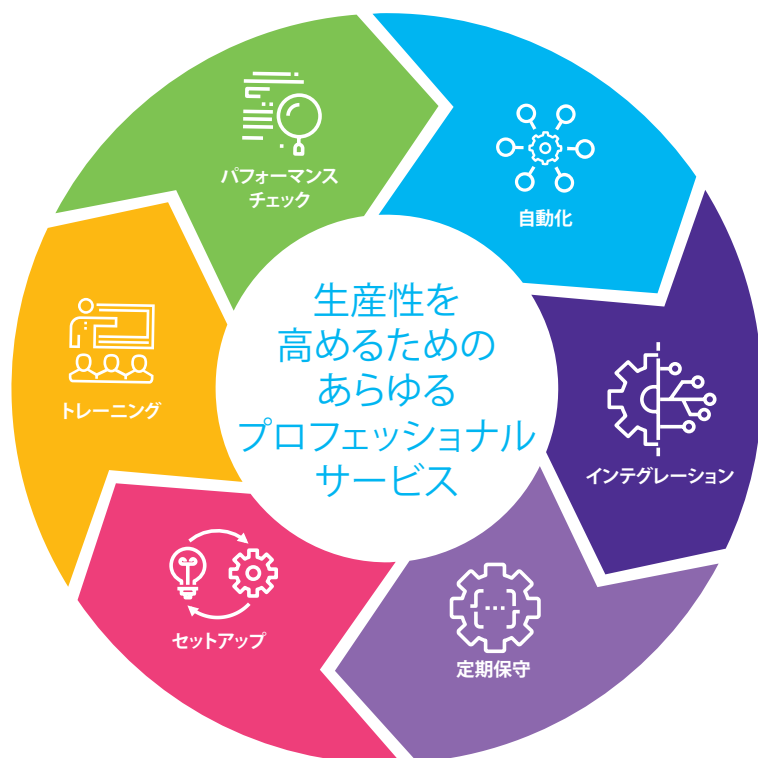 パフォーマンス
チェック
自動化
生産性を
高めるための
あらゆる
プロフェッショナル
サービス
トレーニング
インテグレーション
セットアップ
定期保守
{...}